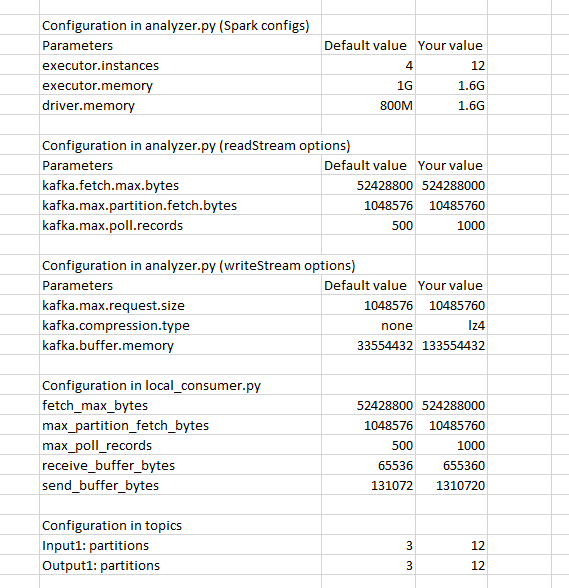 Configuration in analyzer.py (Spark configs)
Parameters Default value Your value
executor.instances 4 12
executor.memory 1G 1.6G
driver.memory 800M 1.6G
Configuration in analyzer.py (readStream options)
Parameters Default value Your value
kafka.fetch.max.bytes 52428800 524288000
kafka.max.partition.fetch.bytes 1048576 10485760
kafka.max.poll.records 500 1000
Configuration in analyzer.py (writeStream options)
Parameters Default value Your value
kafka.max.request.size 1048576 10485760
kafka.compression.type none lz4
kafka.buffer.memory 33554432 133554432
Configuration in local_consumer.py
fetch_max_bytes 52428800 524288000
max_partition_fetch_bytes 1048576 10485760
max_poll_records 500 1000
receive_buffer_bytes 65536 655360
send_buffer_bytes 131072 1310720
Configuration in topics
Input1: partitions 3 12
Output1: partitions 3 12